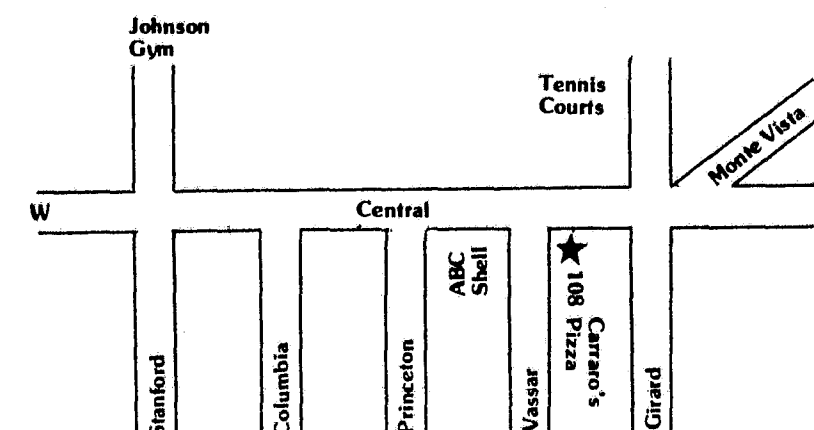 Johnson
Gym
Tennis
Courts
Monte Vista
W
Central
ABC
Shell
108
Carraro's
Pizza
Stanford
Columbia
Princeton
Vassar
Girard